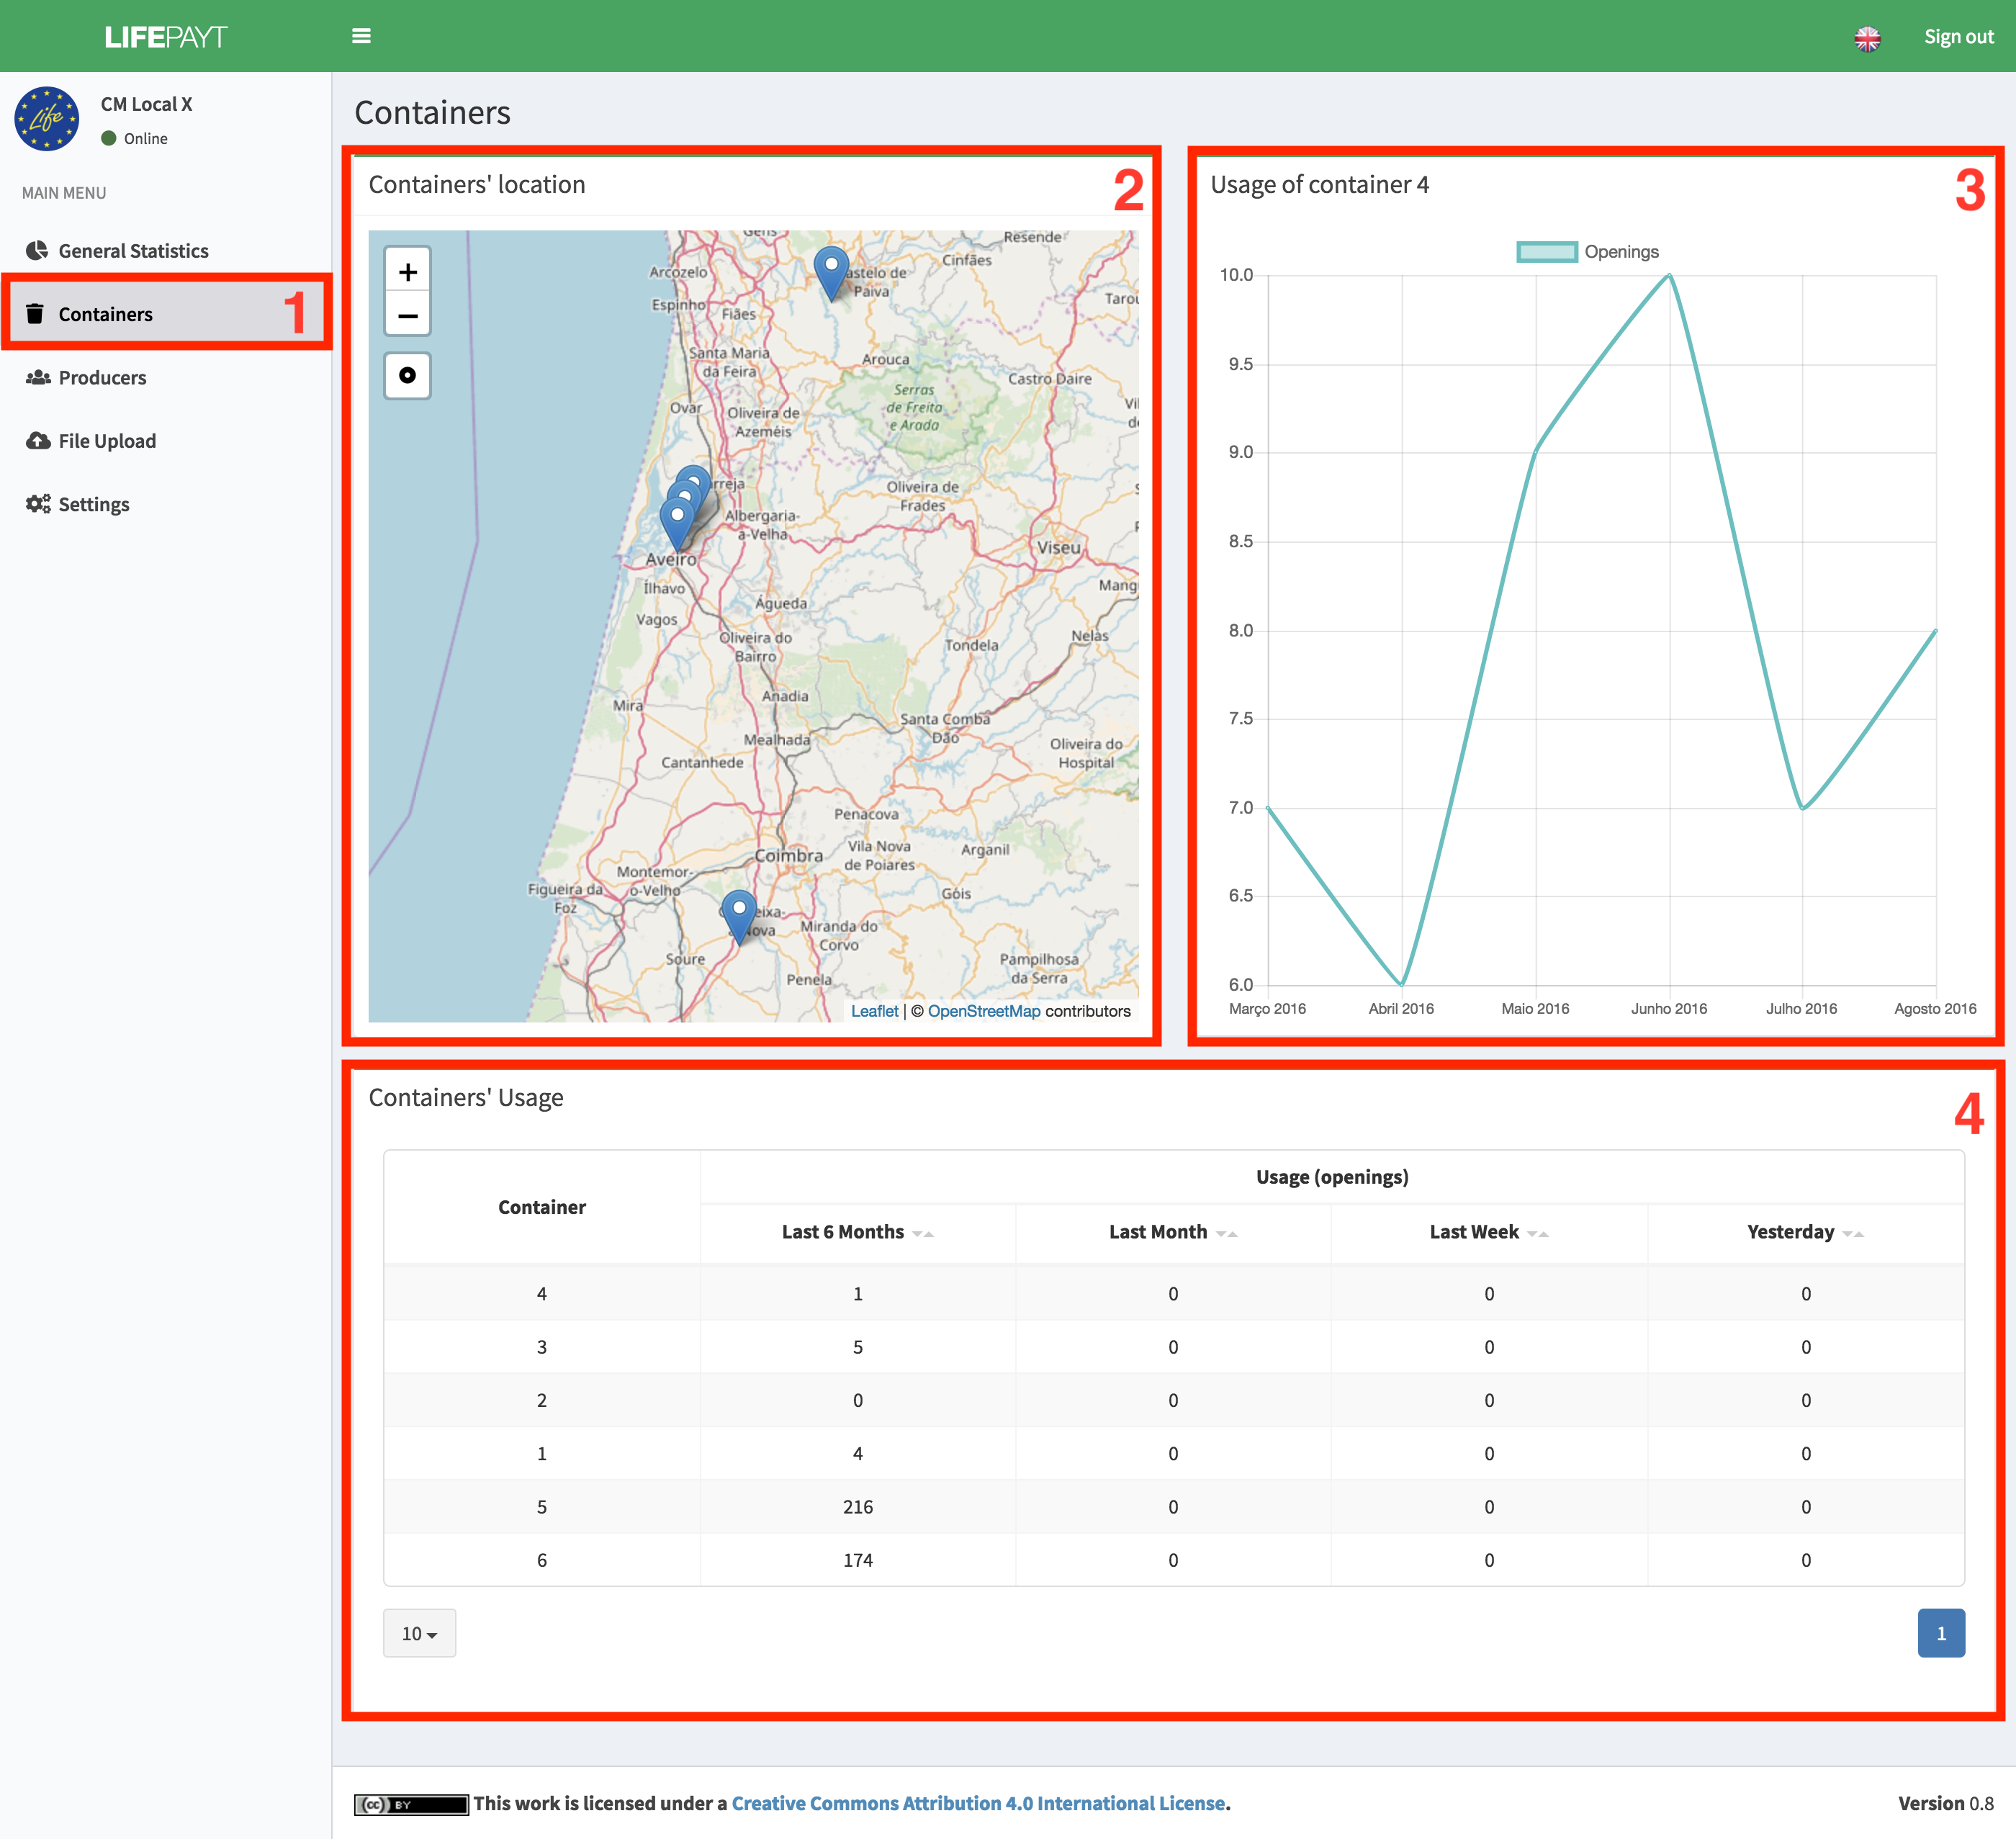 LIFEPAYT
Sign out
CM Local X
Online
MAIN MENU
General Statistics
Containers
1
Producers
File Upload
Settings
Containers
Containers' location
2
+
−
Resende
Cinfães
Arcozelo
Paiva
Espinho
Fiães
Santa Maria
da Feira
Arouca
Castro Daire
Serras
de Freita
e Arada
Ovar
Oliveira de
Azeméis
Oliveira de
Frades
Albergaria-
a-Velha
Viseu
Aveiro
Ílhavo
Águeda
Vagos
Oliveira do
Bairro
Nelas
Tondela
Anadia
Mira
Santa Comba
Dão
Mealhada
Oliveira do
Hospital
Cantanhede
Penacova
Coimbra
Vila Nova
de Poiares
Arganil
Montemor-
o-Velho
Figueira da
Foz
Góis
Miranda do
Corvo
Soure
Penela
Pampilhosa
da Serra
Leaflet | © OpenStreetMap contributors
Usage of container 4
3
Openings
10.0
9.5
9.0
8.5
8.0
7.5
7.0
6.5
6.0
Março 2016 Abril 2016 Maio 2016 Junho 2016 Julho 2016 Agosto 2016
Containers' Usage
4
Container
Usage (openings)
Last 6 Months Last Month Last Week Yesterday
4 1 0 0 0
3 5 0 0 0
2 0 0 0 0
1 4 0 0 0
5 216 0 0 0
6 174 0 0 0
10
1
cc BY This work is licensed under a Creative Commons Attribution 4.0 International License.
Version 0.8